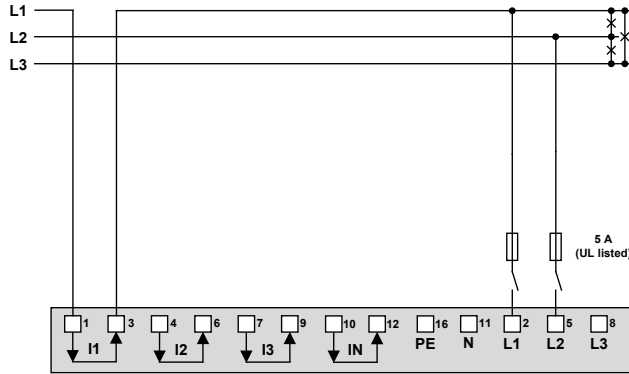 L1
L2
L3
5 A
(UL listed)
1 3 4 6 7 9 10 12 16 11 2 5 8
I1 I2 I3 IN PE N L1 L2 L3